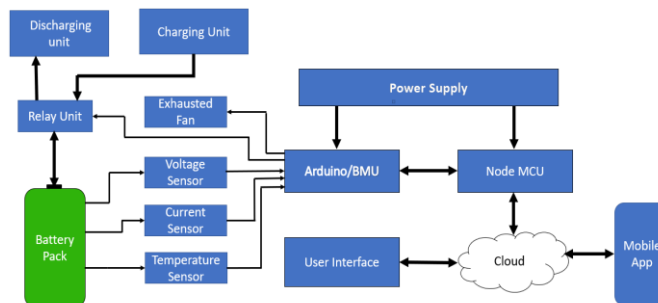 Discharging
unit
Charging Unit
Power Supply
Relay Unit
Exhausted
Fan
Voltage
Sensor
Arduino/BMU
Node MCU
Battery
Pack
Current
Sensor
Temperature
Sensor
User Interface
Cloud
Mobile
App